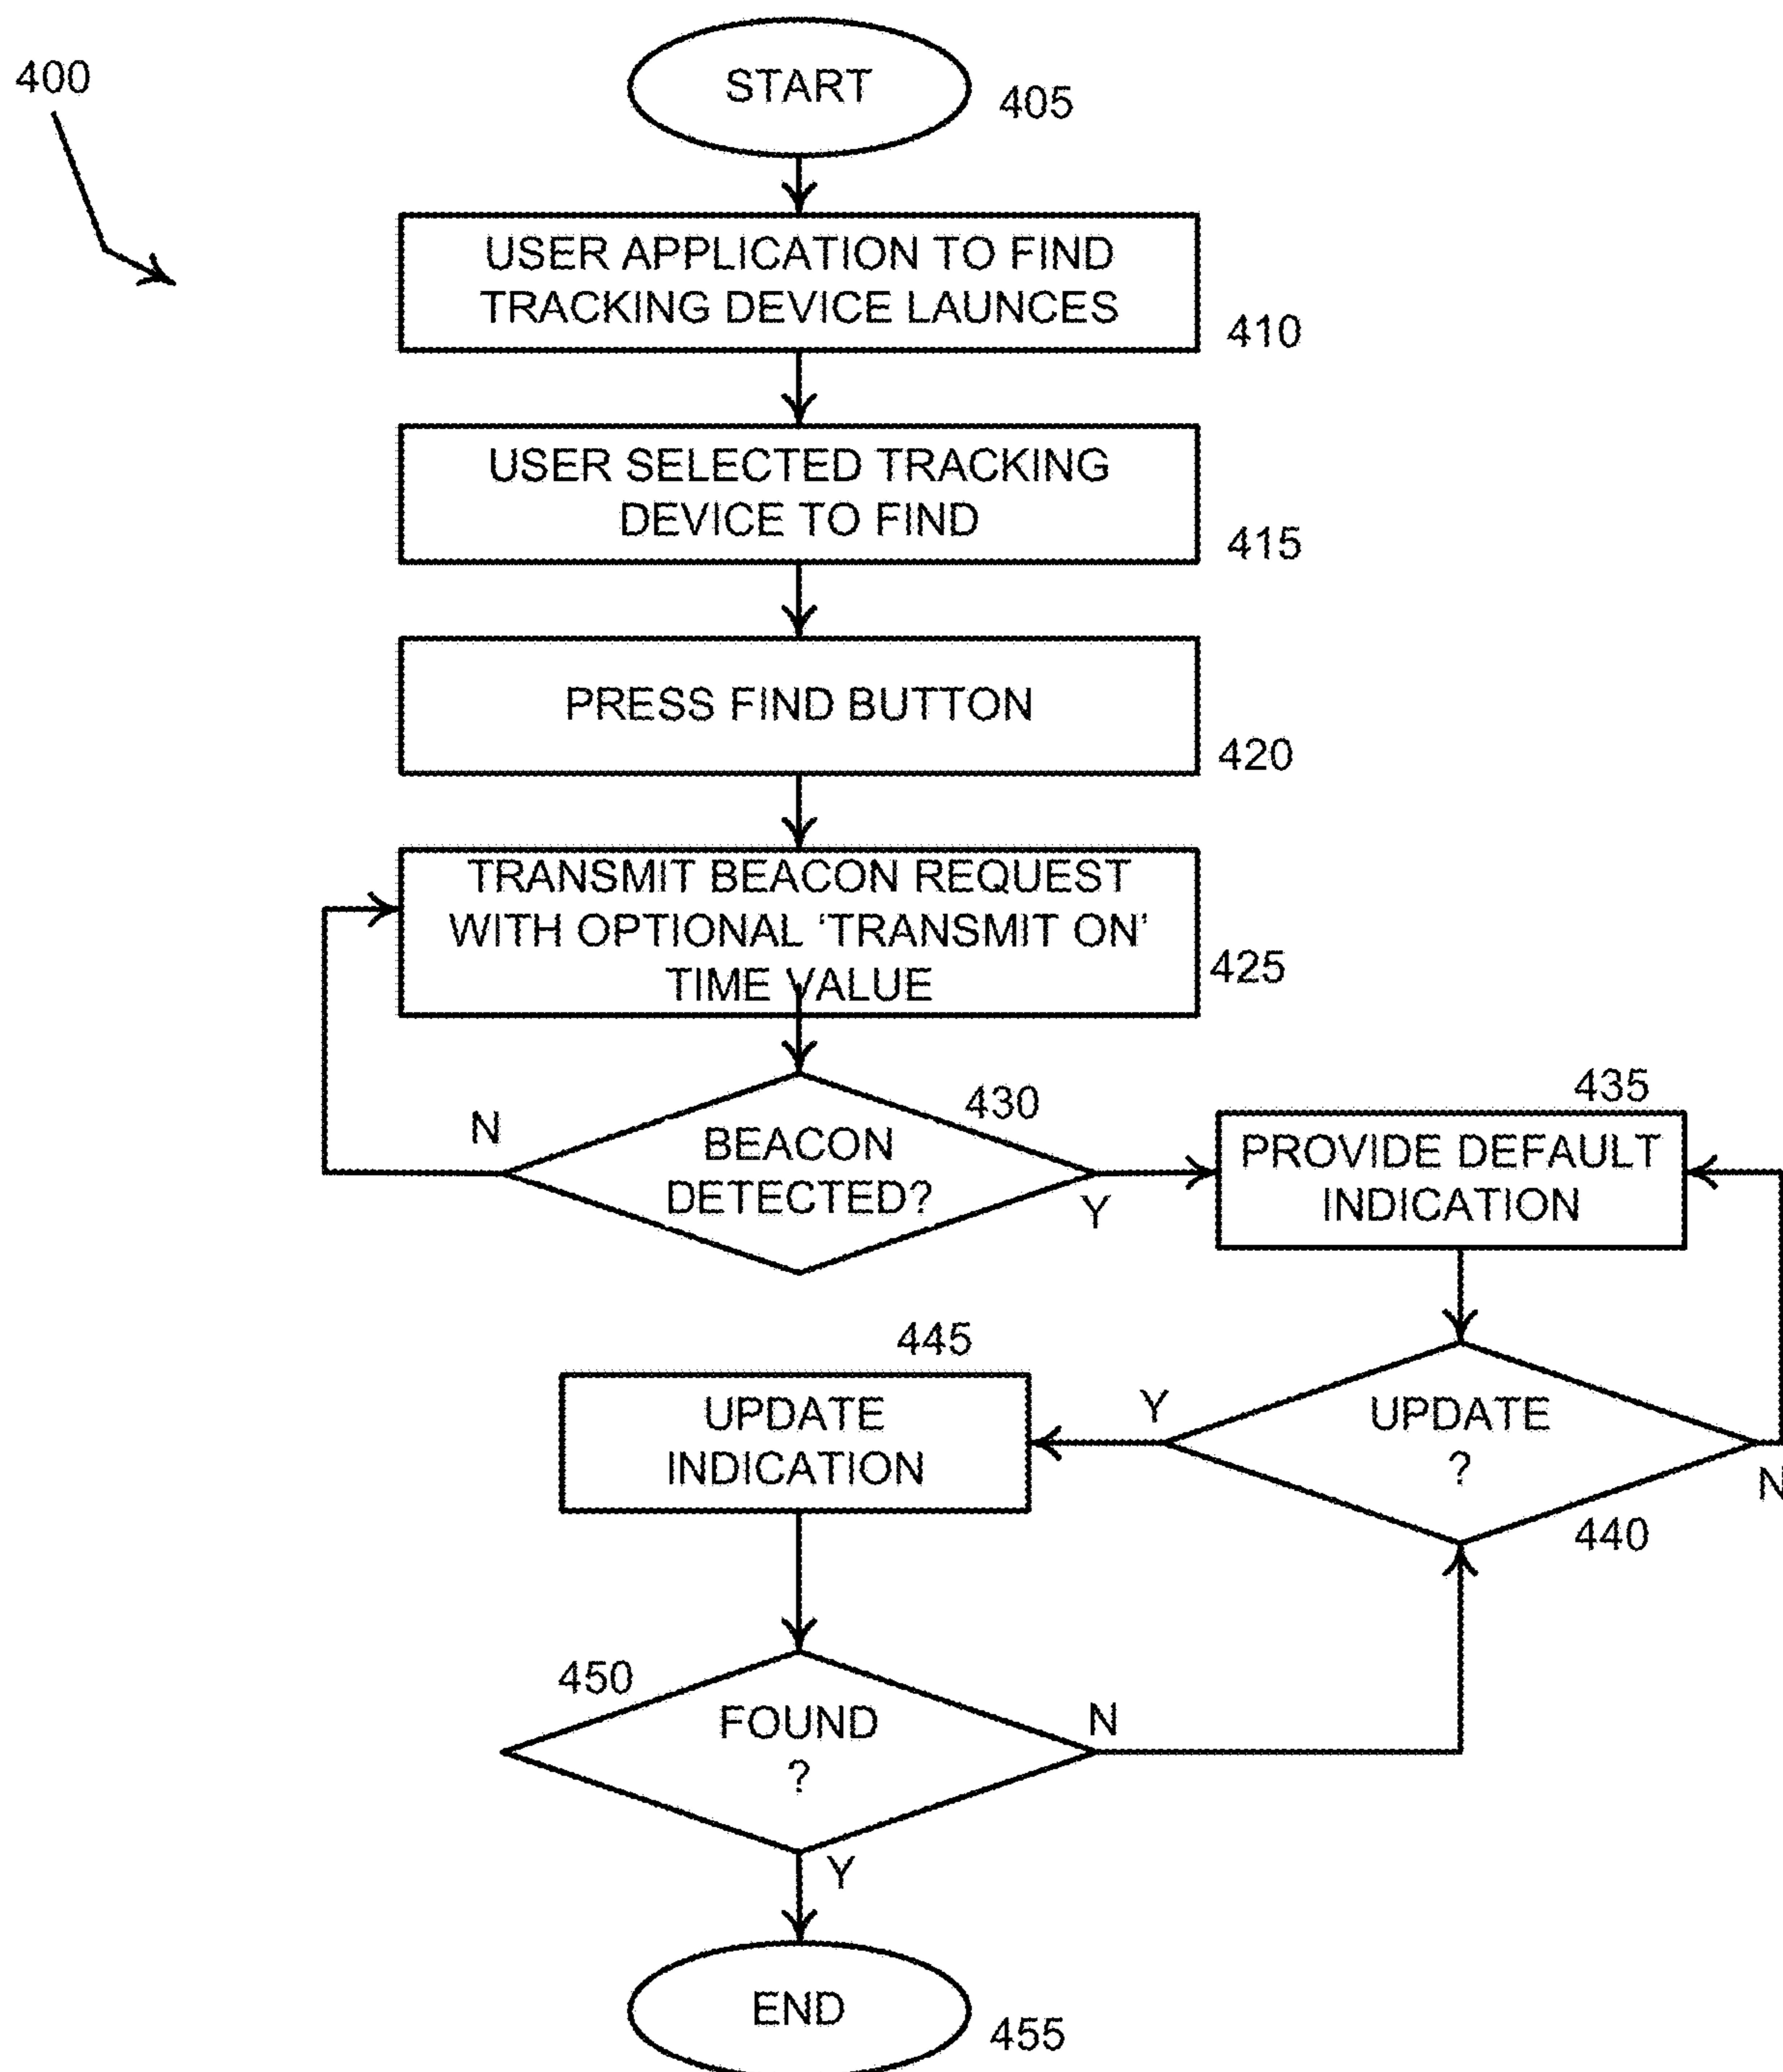 400
START
405
USER APPLICATION TO FIND
TRACKING DEVICE LAUNCES
410
USER SELECTED TRACKING
DEVICE TO FIND
415
PRESS FIND BUTTON
420
TRANSMIT BEACON REQUEST
WITH OPTIONAL ‘TRANSMIT ON’
TIME VALUE
425
430
BEACON
DETECTED?
N
Y
435
PROVIDE DEFAULT
INDICATION
UPDATE
?
Y
N
440
445
UPDATE
INDICATION
450
FOUND
?
N
Y
END
455